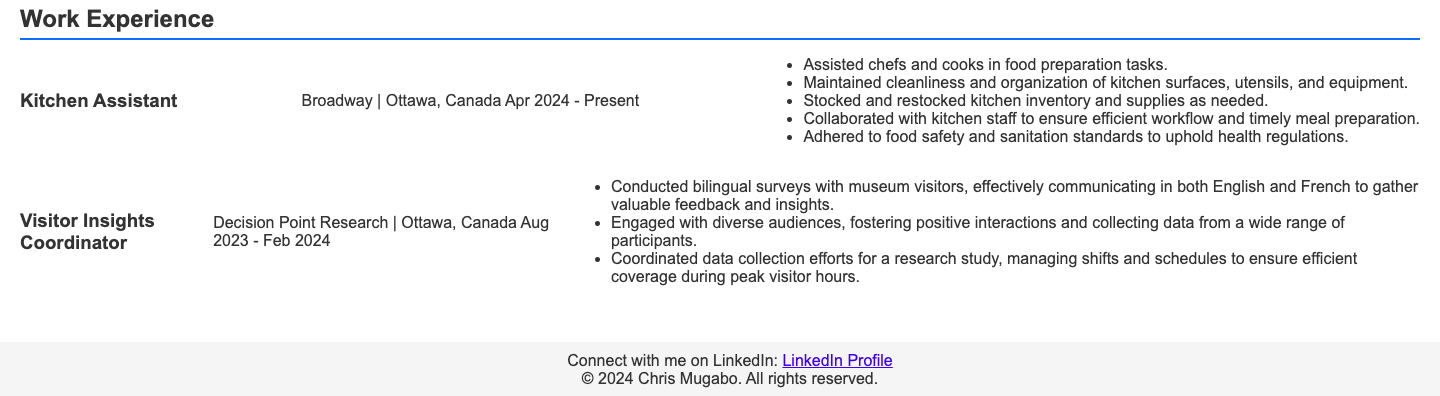 Work Experience
Kitchen Assistant
Broadway | Ottawa, Canada Apr 2024 - Present
• Assisted chefs and cooks in food preparation tasks.
• Maintained cleanliness and organization of kitchen surfaces, utensils, and equipment.
• Stocked and restocked kitchen inventory and supplies as needed.
• Collaborated with kitchen staff to ensure efficient workflow and timely meal preparation.
• Adhered to food safety and sanitation standards to uphold health regulations.
Visitor Insights
Coordinator
Decision Point Research | Ottawa, Canada Aug
2023 - Feb 2024
• Conducted bilingual surveys with museum visitors, effectively communicating in both English and French to gather
valuable feedback and insights.
• Engaged with diverse audiences, fostering positive interactions and collecting data from a wide range of
participants.
• Coordinated data collection efforts for a research study, managing shifts and schedules to ensure efficient
coverage during peak visitor hours.
Connect with me on LinkedIn: LinkedIn Profile
© 2024 Chris Mugabo. All rights reserved.